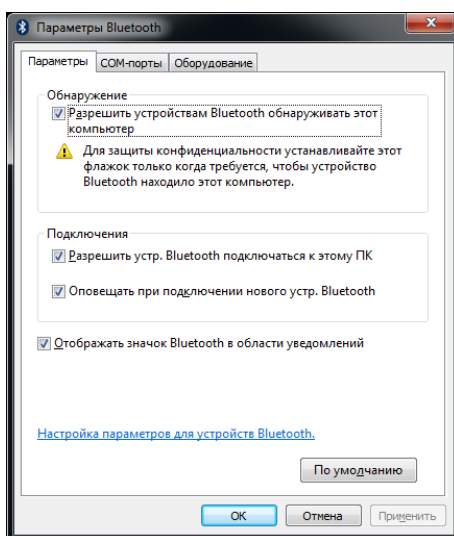 Параметры Bluetooth
Параметры COM-порты Оборудование
Обнаружение
Разрешить устройствам Bluetooth обнаруживать этот
компьютер
Для защиты конфиденциальности устанавливайте этот
флажок только когда требуется, чтобы устройство
Bluetooth находило этот компьютер.
Подключения
Разрешить устр. Bluetooth подключаться к этому ПК
Оповещать при подключении нового устр. Bluetooth
Отображать значок Bluetooth в области уведомлений
Настройка параметров для устройств Bluetooth.
По умолчанию
ОК Отмена Применить